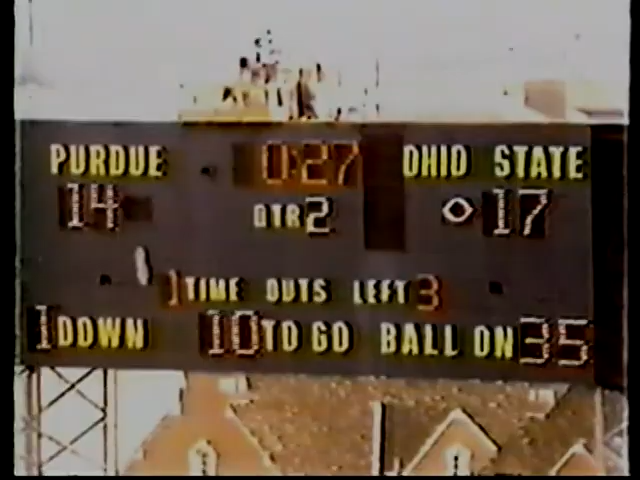 PURDUE 0:27 OHIO STATE
14 QTR 2 17
1 TIME OUTS LEFT 3
1 DOWN 10 TO GO BALL ON 35